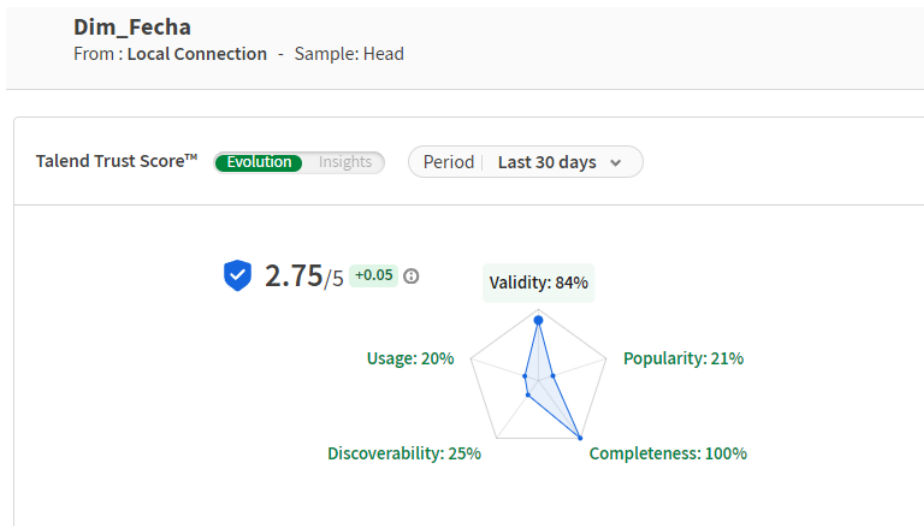 Dim_Fecha
From : Local Connection - Sample: Head
Talend Trust Score™ Evolution Insights Period Last 30 days
2.75/5 +0.05
Validity: 84%
Usage: 20%
Popularity: 21%
Discoverability: 25%
Completeness: 100%